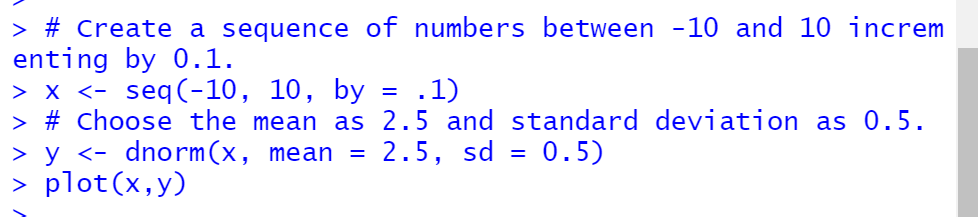 >
> # Create a sequence of numbers between -10 and 10 increm
enting by 0.1.
> x <- seq(-10, 10, by = .1)
> # Choose the mean as 2.5 and standard deviation as 0.5.
> y <- dnorm(x, mean = 2.5, sd = 0.5)
> plot(x,y)
>